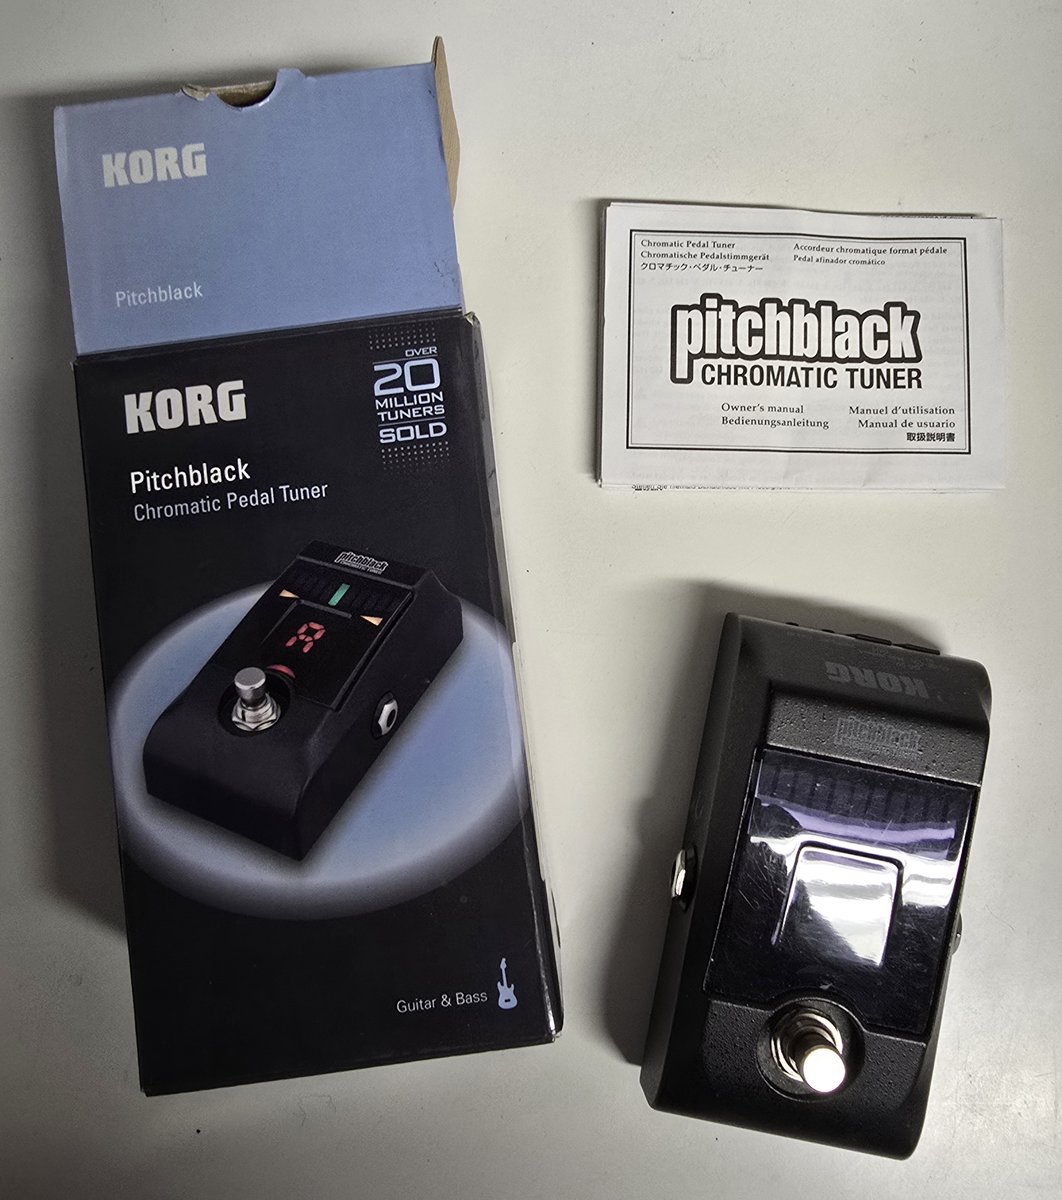 KORG
Pitchblack
KORG
OVER
20
MILLION
TUNERS
SOLD
Pitchblack
Chromatic Pedal Tuner
pitchblack
CHROMATIC TUNER
A
Guitar & Bass
Chromatic Pedal Tuner
Chromatische Pedalstimmgerät
クロマチック・ペダル・チューナー
Accordeur chromatique format pédale
Pedal afinador cromático
pitchblack
CHROMATIC TUNER
Owner's manual
Bedienungsanleitung
Manuel d'utilisation
Manual de usuario
取扱説明書
KORG
pitchblack